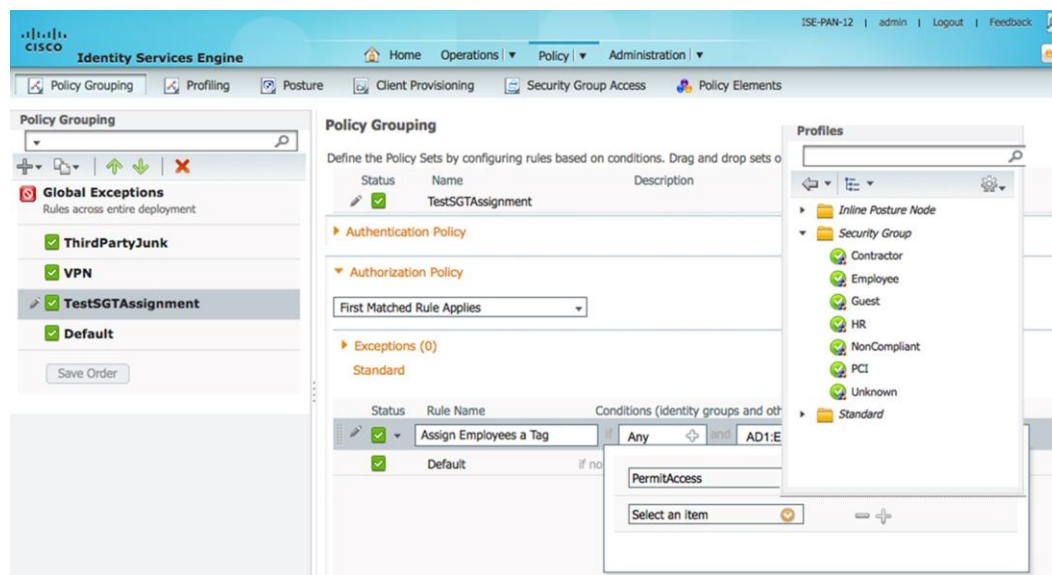 ISE-PAN-12 | admin | Logout | Feedback
CISCO
Identity Services Engine
Home Operations | Policy | Administration |
Policy Grouping Profiling Posture Client Provisioning Security Group Access Policy Elements
Policy Grouping
Global Exceptions
Rules across entire deployment
ThirdPartyJunk
VPN
TestSGTAssignment
Default
Save Order
Policy Grouping
Define the Policy Sets by configuring rules based on conditions. Drag and drop sets o
Status Name Description
TestSGTAssignment
Authentication Policy
Authorization Policy
First Matched Rule Applies
Exceptions (0)
Standard
Status Rule Name Conditions (identity groups and oth
Assign Employees a Tag if Any and AD1:E
Default if no
PermitAccess
Select an item
Profiles
Inline Posture Node
Security Group
Contractor
Employee
Guest
HR
NonCompliant
PCI
Unknown
Standard